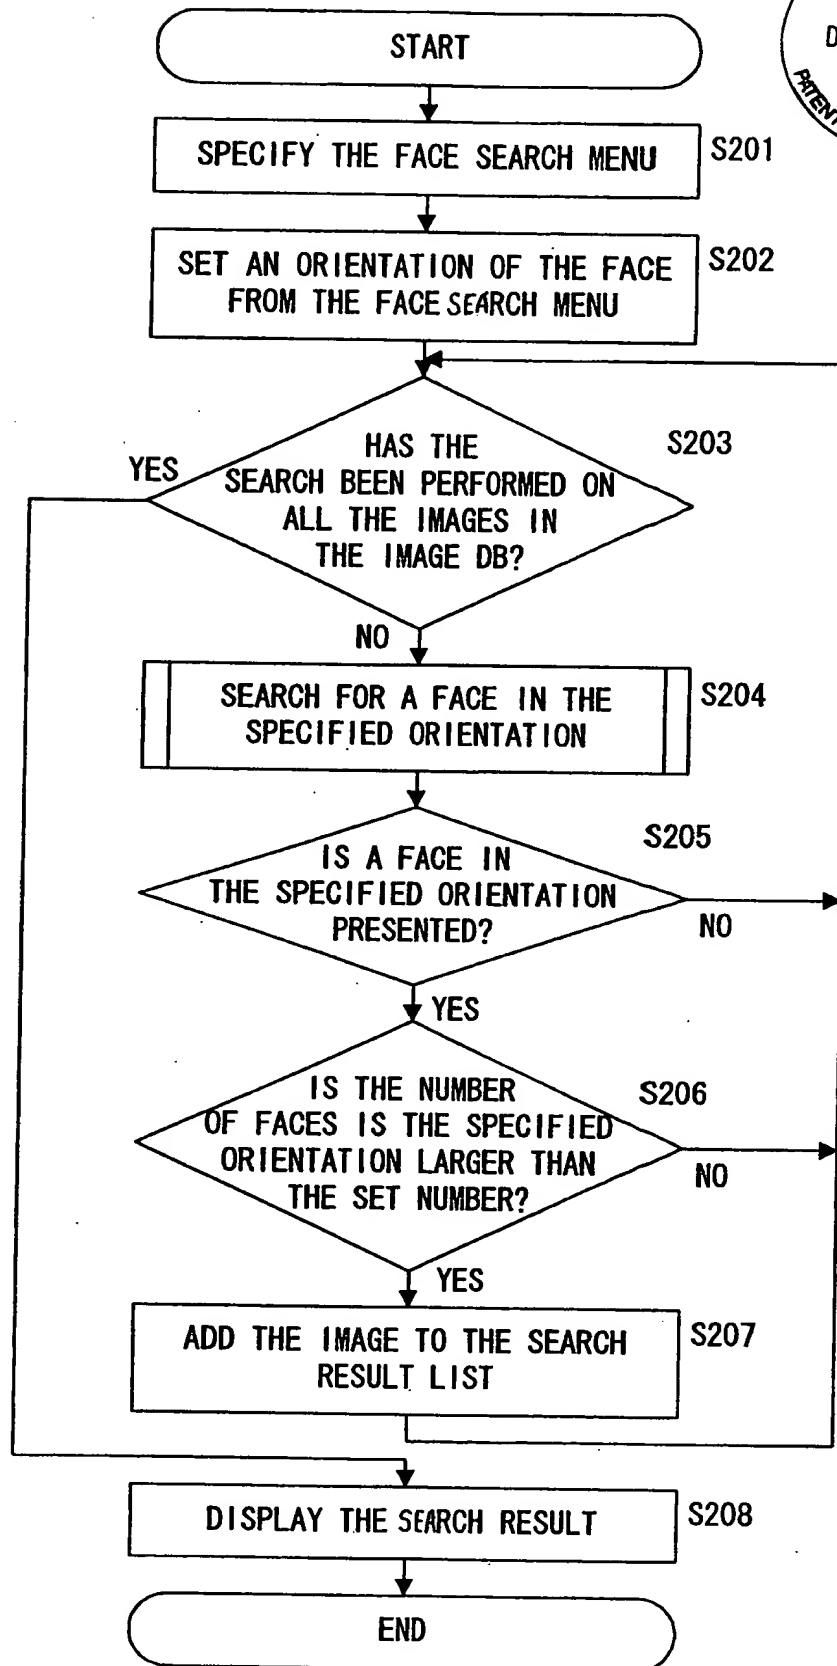 START
SPECIFY THE FACE SEARCH MENU
S201
SET AN ORIENTATION OF THE FACE
FROM THE FACE SEARCH MENU
S202
HAS THE
SEARCH BEEN PERFORMED ON
ALL THE IMAGES IN
THE IMAGE DB?
S203
YES
NO
SEARCH FOR A FACE IN THE
SPECIFIED ORIENTATION
S204
IS A FACE IN
THE SPECIFIED ORIENTATION
PRESENTED?
S205
NO
YES
IS THE NUMBER
OF FACES IS THE SPECIFIED
ORIENTATION LARGER THAN
THE SET NUMBER?
S206
NO
YES
ADD THE IMAGE TO THE SEARCH
RESULT LIST
S207
DISPLAY THE SEARCH RESULT
S208
END